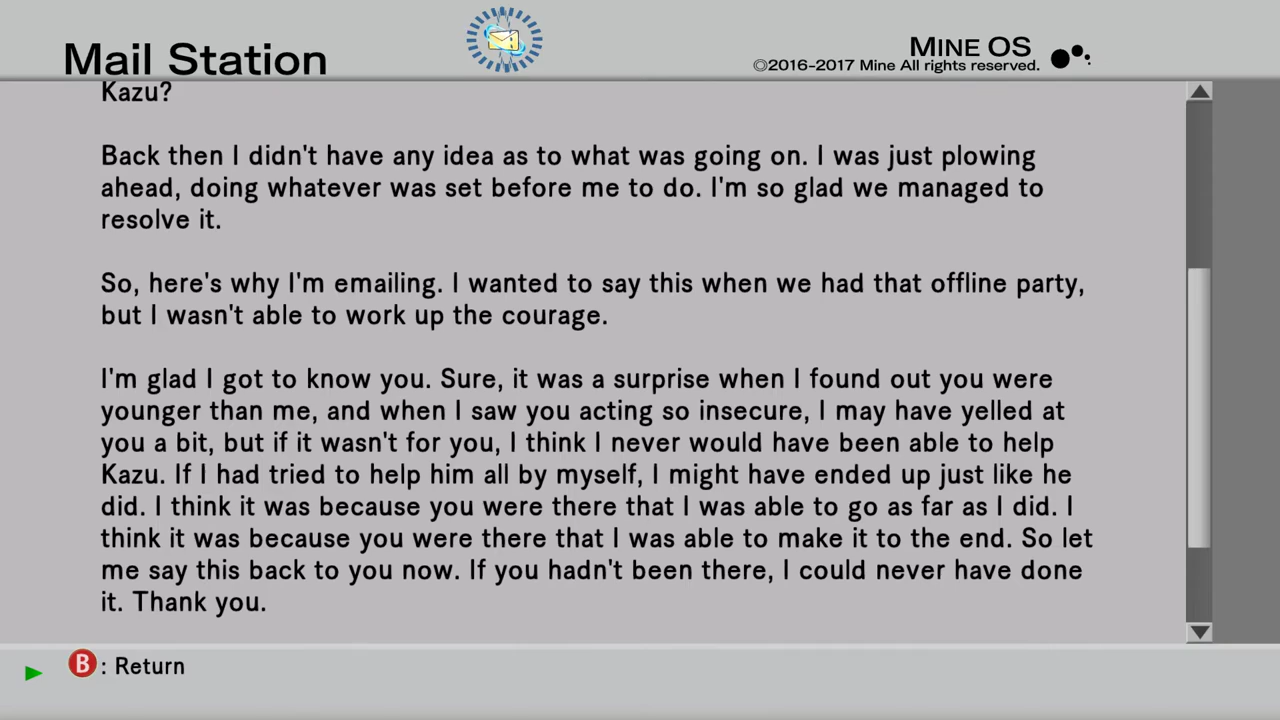 Mail Station
MINE OS
©2016-2017 Mine All rights reserved.
Kazu?
Back then I didn't have any idea as to what was going on. I was just plowing
ahead, doing whatever was set before me to do. I'm so glad we managed to
resolve it.
So, here's why I'm emailing. I wanted to say this when we had that offline party,
but I wasn't able to work up the courage.
I'm glad I got to know you. Sure, it was a surprise when I found out you were
younger than me, and when I saw you acting so insecure, I may have yelled at
you a bit, but if it wasn't for you, I think I never would have been able to help
Kazu. If I had tried to help him all by myself, I might have ended up just like he
did. I think it was because you were there that I was able to go as far as I did. I
think it was because you were there that I was able to make it to the end. So let
me say this back to you now. If you hadn't been there, I could never have done
it. Thank you.
B: Return